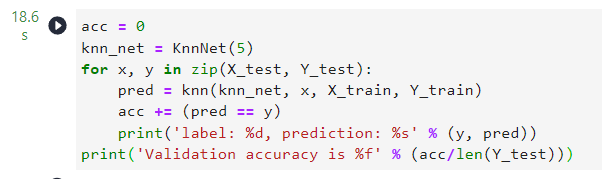 18.6
s
acc = 0
knn_net = KnnNet(5)
for x, y in zip(X_test, Y_test):
    pred = knn(knn_net, x, X_train, Y_train)
    acc += (pred == y)
    print('label: %d, prediction: %s' % (y, pred))
print('Validation accuracy is %f' % (acc/len(Y_test)))